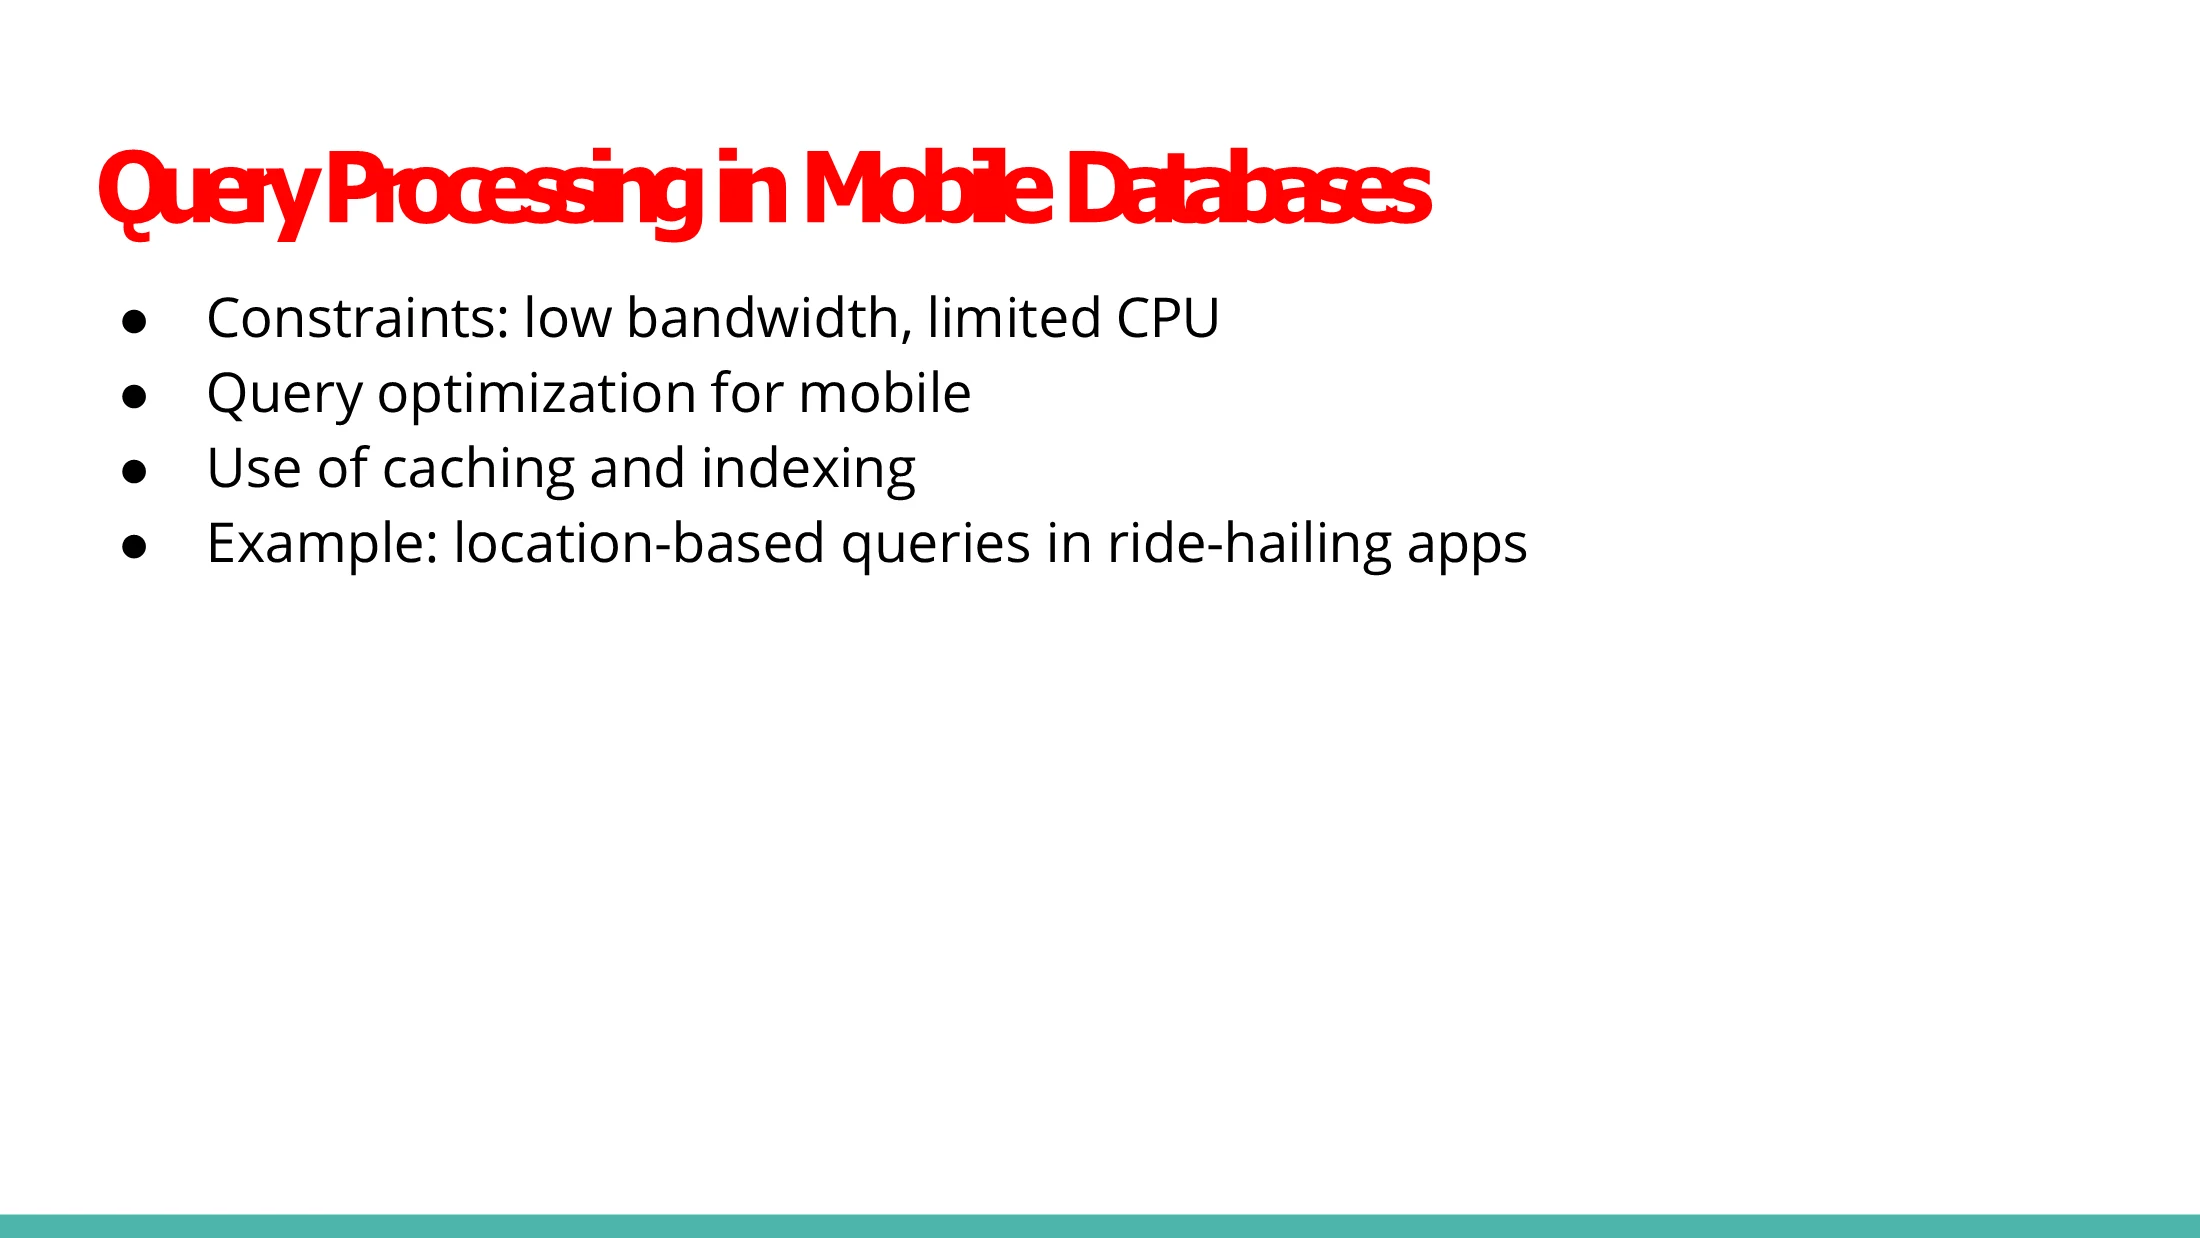 Query Processing in Mobile Databases
● Constraints: low bandwidth, limited CPU
● Query optimization for mobile
● Use of caching and indexing
● Example: location-based queries in ride-hailing apps